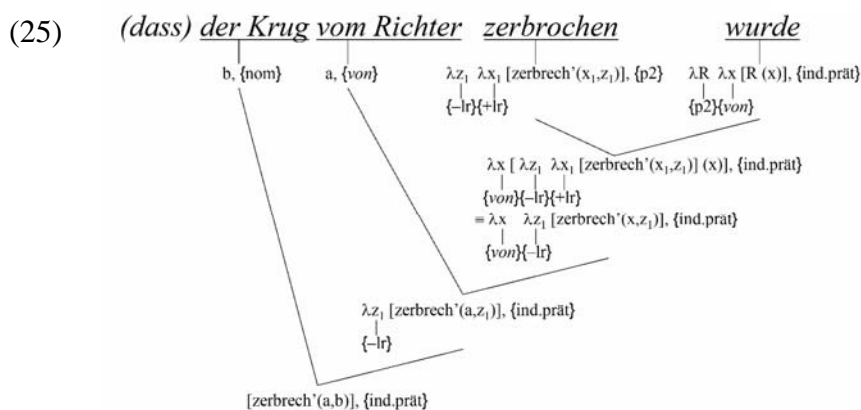 (25) (dass) der Krug vom Richter zerbrochen wurde
b, {nom} a, {von} λz₁ λx₁ [zerbrech’(x₁,z₁)], {p2} λR λx [R (x)], {ind.prät}
{–lr}{+lr} {p2}{von}
λx [ λz₁ λx₁ [zerbrech’(x₁,z₁)] (x)], {ind.prät}
{von}{–lr}{+lr}
≡ λx λz₁ [zerbrech’(x,z₁)], {ind.prät}
{von}{–lr}
λz₁ [zerbrech’(a,z₁)], {ind.prät}
{–lr}
[zerbrech’(a,b)], {ind.prät}